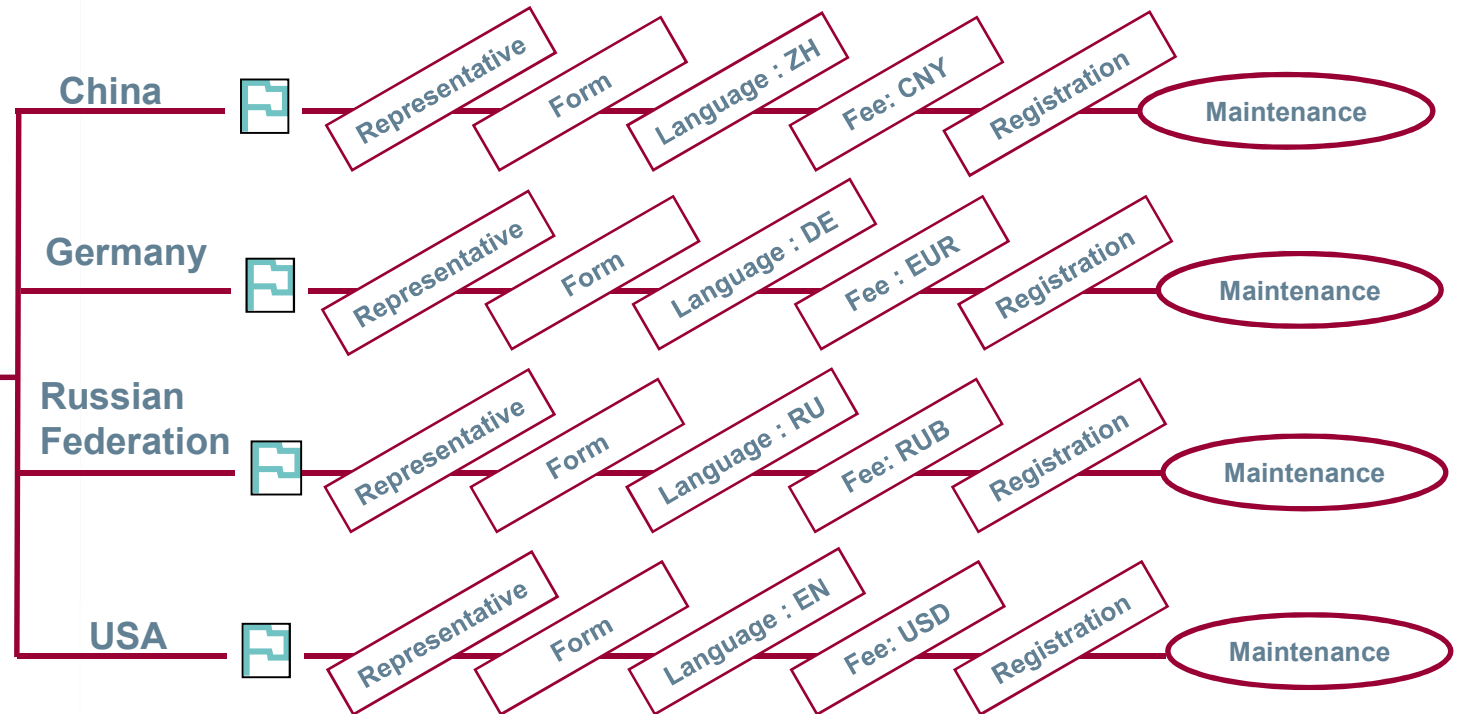 China
Representative
Form
Language : ZH
Fee: CNY
Registration
Maintenance
Germany
Representative
Form
Language : DE
Fee : EUR
Registration
Maintenance
Russian
Federation
Representative
Form
Language : RU
Fee: RUB
Registration
Maintenance
USA
Representative
Form
Language : EN
Fee: USD
Registration
Maintenance